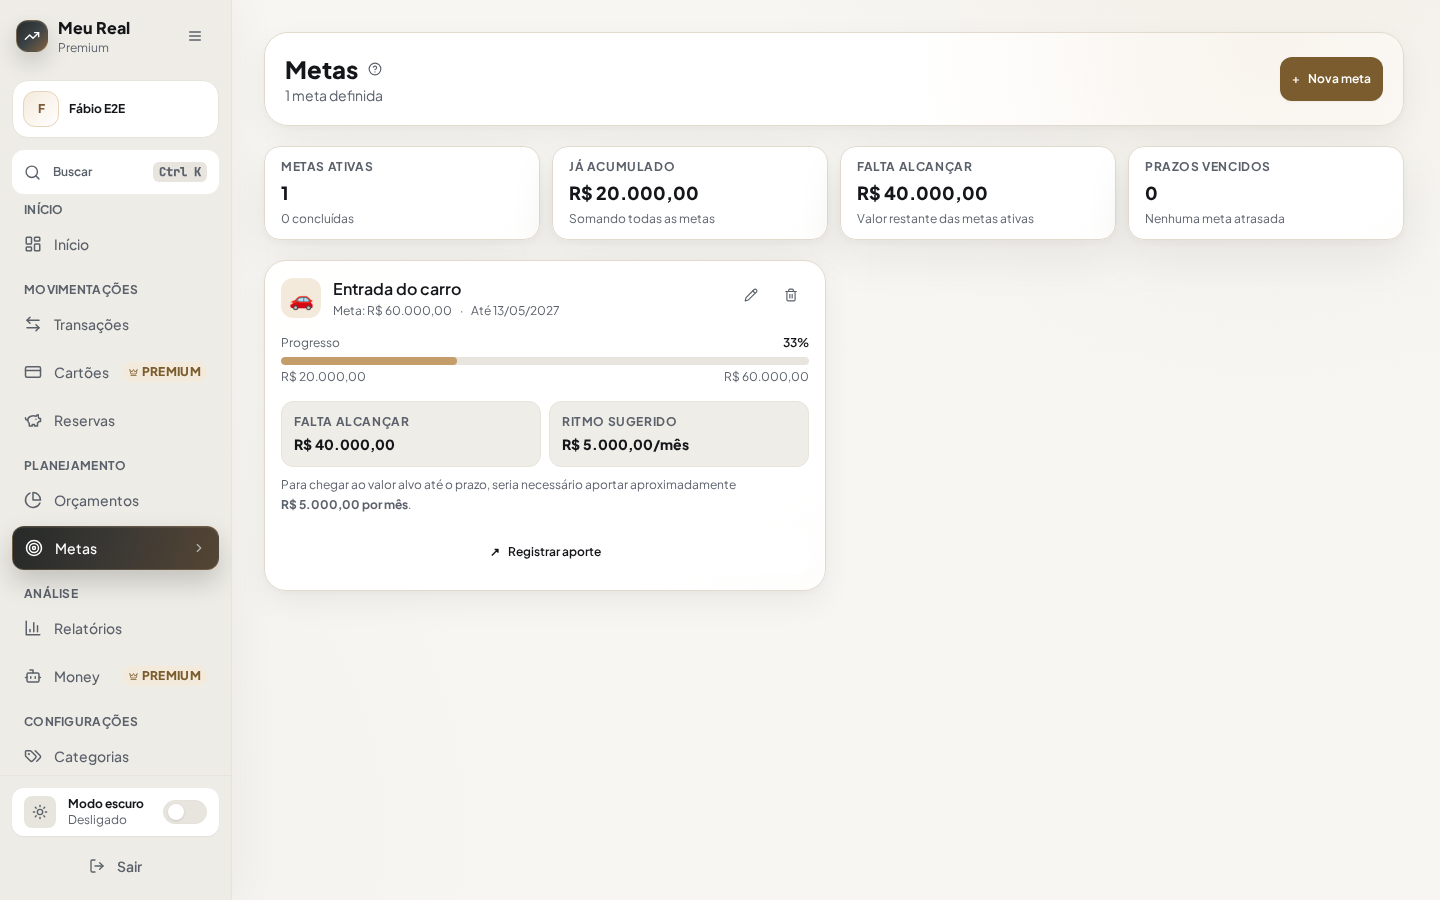 Meu Real
Premium
F
Fábio E2E
Buscar
Ctrl K
INÍCIO
Início
MOVIMENTAÇÕES
Transações
Cartões
PREMIUM
Reservas
PLANEJAMENTO
Orçamentos
Metas
ANÁLISE
Relatórios
Money
PREMIUM
CONFIGURAÇÕES
Categorias
Modo escuro
Desligado
Sair
Metas
1 meta definida
+ Nova meta
METAS ATIVAS
1
0 concluídas
JÁ ACUMULADO
R$ 20.000,00
Somando todas as metas
FALTA ALCANÇAR
R$ 40.000,00
Valor restante das metas ativas
PRAZOS VENCIDOS
0
Nenhuma meta atrasada
Entrada do carro
Meta: R$ 60.000,00 · Até 13/05/2027
Progresso
33%
R$ 20.000,00
R$ 60.000,00
FALTA ALCANÇAR
R$ 40.000,00
RITMO SUGERIDO
R$ 5.000,00/mês
Para chegar ao valor alvo até o prazo, seria necessário aportar aproximadamente
R$ 5.000,00 por mês.
↗ Registrar aporte